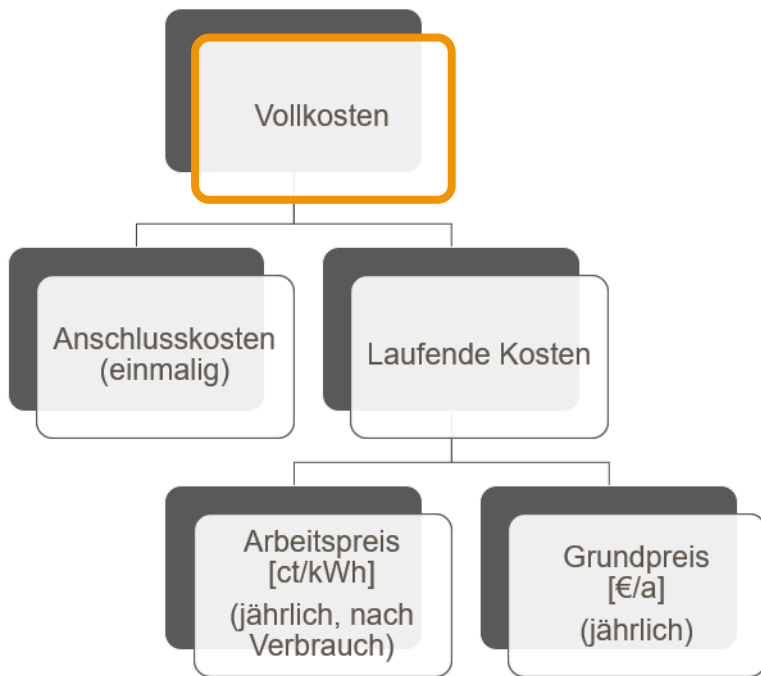 Vollkosten
Anschlusskosten
(einmalig)
Laufende Kosten
Arbeitspreis
[ct/kWh]
(jährlich, nach
Verbrauch)
Grundpreis
[€/a]
(jährlich)